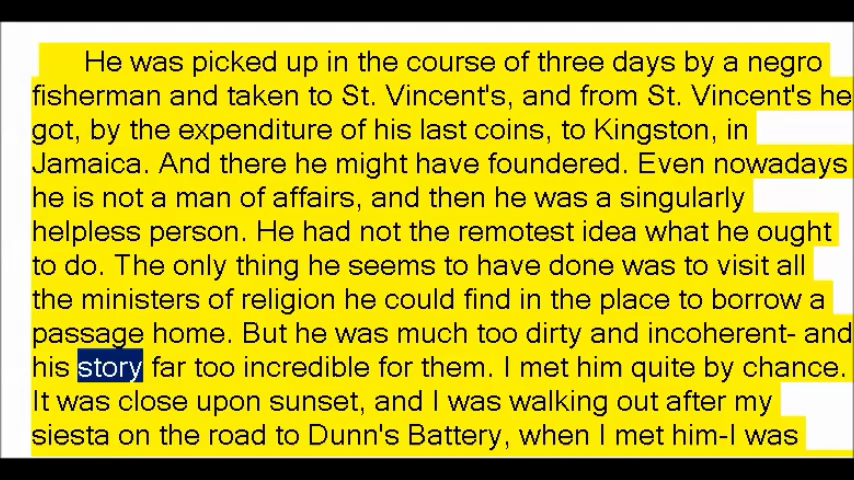 He was picked up in the course of three days by a negro
fisherman and taken to St. Vincent's, and from St. Vincent's he
got, by the expenditure of his last coins, to Kingston, in
Jamaica. And there he might have foundered. Even nowadays
he is not a man of affairs, and then he was a singularly
helpless person. He had not the remotest idea what he ought
to do. The only thing he seems to have done was to visit all
the ministers of religion he could find in the place to borrow a
passage home. But he was much too dirty and incoherent- and
his story far too incredible for them. I met him quite by chance.
It was close upon sunset, and I was walking out after my
siesta on the road to Dunn's Battery, when I met him-I was